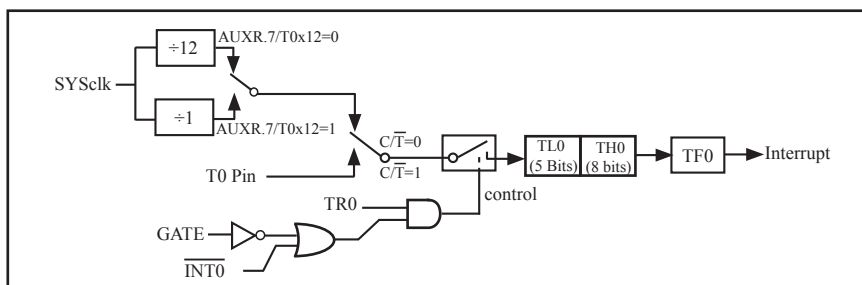 ÷12
AUXR.7/T0x12=0
SYSclk
÷1
AUXR.7/T0x12=1
C/T̅=0
C/T̅=1
T0 Pin
TL0
(5 Bits)
TH0
(8 bits)
TF0
Interrupt
control
TR0
GATE
I̅N̅T̅0̅